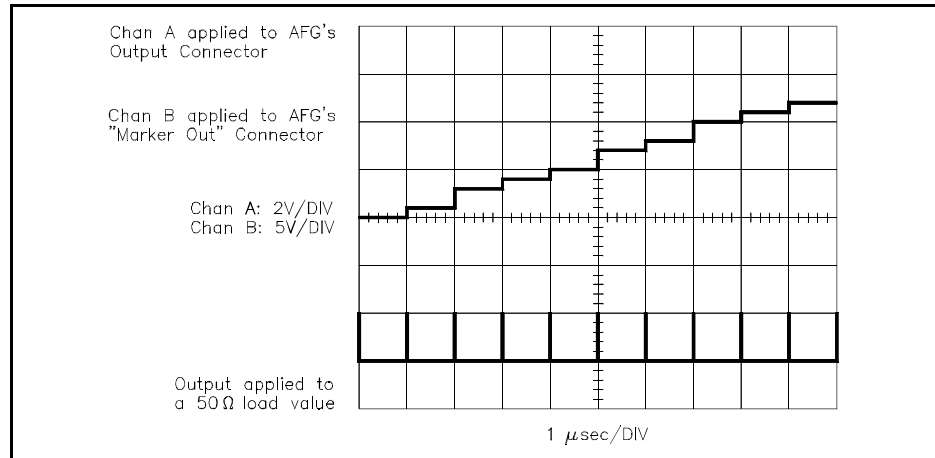 Chan A applied to AFG's
Output Connector
Chan B applied to AFG's
"Marker Out" Connector
Chan A: 2V/DIV
Chan B: 5V/DIV
Output applied to
a 50Ω load value
1 μsec/DIV